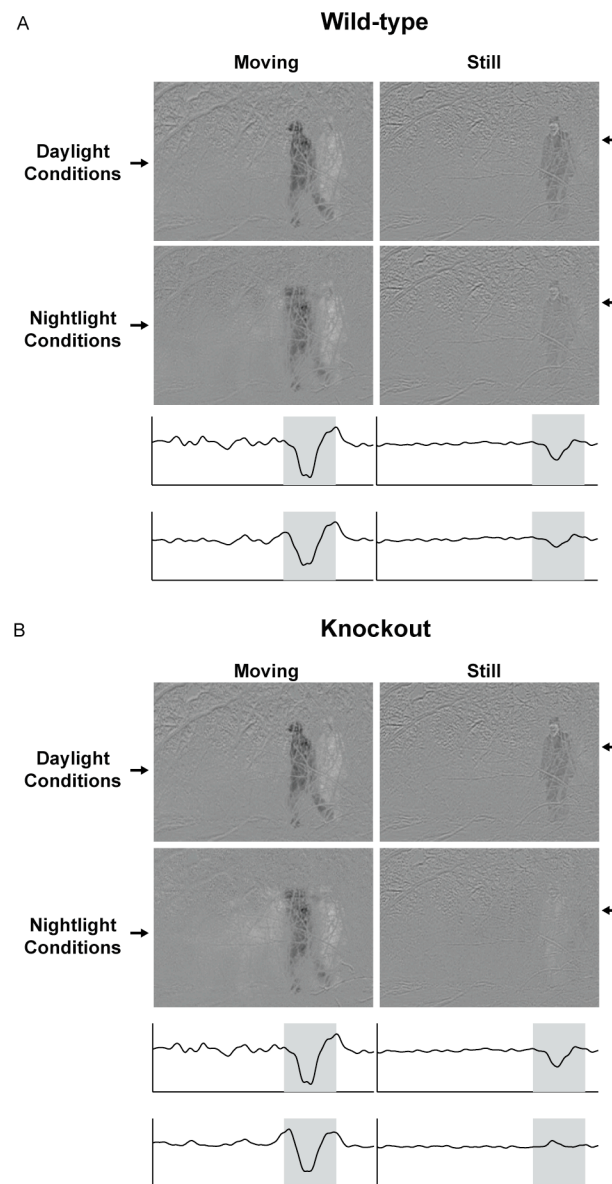 A
Wild-type
Moving Still
Daylight
Conditions
Nightlight
Conditions
B
Knockout
Moving Still
Daylight
Conditions
Nightlight
Conditions